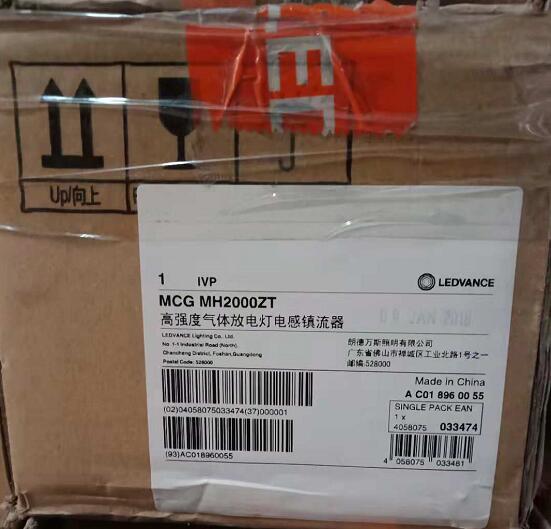 Up/向上
1 IVP
LEDVANCE
MCG MH2000ZT
高强度气体放电灯电感镇流器
JAN 2018
LEDVANCE Lighting Co., Ltd.
No. 1-1 Industrial Road (North),
Chancheng District, Foshan, Guangdong
Postal Code: 528000
朗德万斯照明有限公司
广东省佛山市禅城区工业北路1号之一
邮编:528000
Made in China
A C01 896 00 55
SINGLE PACK EAN
1 x
4058075 033474
(02)04058075033474(37)000001
(93)AC018960055
4 058075 033481